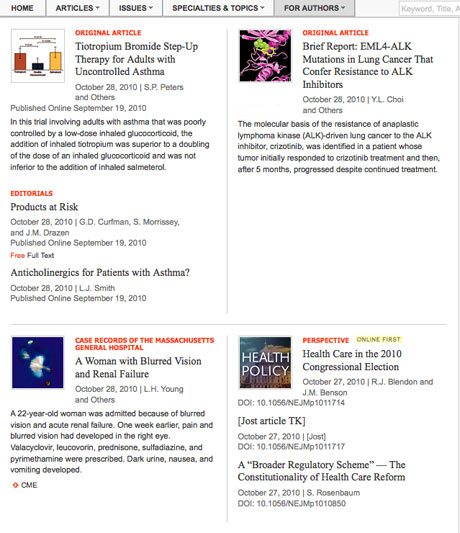 HOME
ARTICLES
ISSUES
SPECIALTIES & TOPICS
FOR AUTHORS
Keyword, Title, A
ORIGINAL ARTICLE
Tiotropium Bromide Step-Up
Therapy for Adults with
Uncontrolled Asthma
October 28, 2010 | S.P. Peters
and Others
Published Online September 19, 2010
In this trial involving adults with asthma that was poorly
controlled by a low-dose inhaled glucocorticoid, the
addition of inhaled tiotropium was superior to a doubling
of the dose of an inhaled glucocorticoid and was not
inferior to the addition of inhaled salmeterol.
EDITORIALS
Products at Risk
October 28, 2010 | G.D. Curfman, S. Morrissey,
and J.M. Drazen
Published Online September 19, 2010
Free Full Text
Anticholinergics for Patients with Asthma?
October 28, 2010 | L.J. Smith
Published Online September 19, 2010
ORIGINAL ARTICLE
Brief Report: EML4-ALK
Mutations in Lung Cancer That
Confer Resistance to ALK
Inhibitors
October 28, 2010 | Y.L. Choi
and Others
The molecular basis of the resistance of anaplastic
lymphoma kinase (ALK)-driven lung cancer to the ALK
inhibitor, crizotinib, was identified in a patient whose
tumor initially responded to crizotinib treatment and then,
after 5 months, progressed despite continued treatment.
CASE RECORDS OF THE MASSACHUSETTS
GENERAL HOSPITAL
A Woman with Blurred Vision
and Renal Failure
October 28, 2010 | L.H. Young
and Others
A 22-year-old woman was admitted because of blurred
vision and acute renal failure. One week earlier, pain and
blurred vision had developed in the right eye.
Valacyclovir, leucovorin, prednisone, sulfadiazine, and
pyrimethamine were prescribed. Dark urine, nausea, and
vomiting developed.
CME
HEALTH
POLICY
PERSPECTIVE ONLINE FIRST
Health Care in the 2010
Congressional Election
October 27, 2010 | R.J. Blendon and
J.M. Benson
DOI: 10.1056/NEJMp1011714
[Jost article TK]
October 27, 2010 | [Jost]
DOI: 10.1056/NEJMp1011717
A “Broader Regulatory Scheme” — The
Constitutionality of Health Care Reform
October 27, 2010 | S. Rosenbaum
DOI: 10.1056/NEJMp1010850